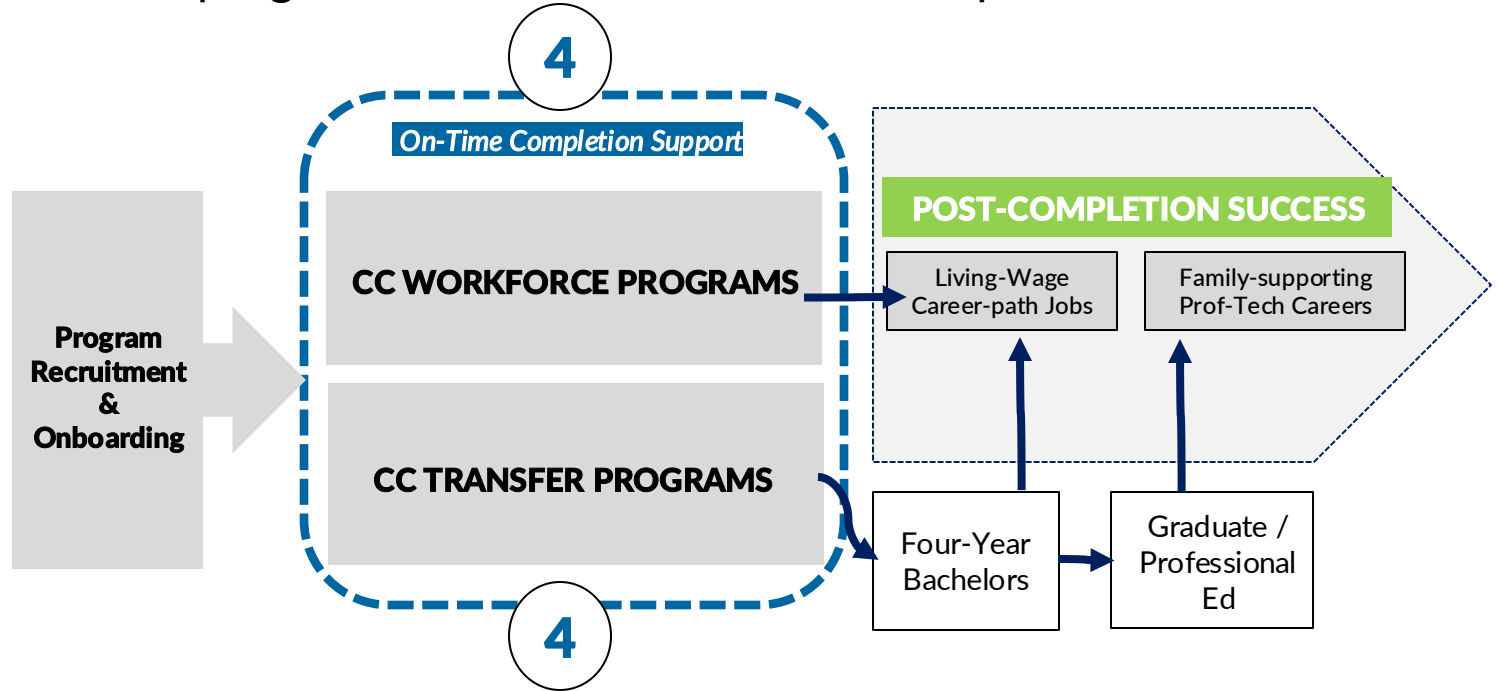 4
On-Time Completion Support
POST-COMPLETION SUCCESS
CC WORKFORCE PROGRAMS
Living-Wage
Career-path Jobs
Family-supporting
Prof-Tech Careers
Program
Recruitment
&
Onboarding
CC TRANSFER PROGRAMS
Four-Year
Bachelors
Graduate /
Professional
Ed
4